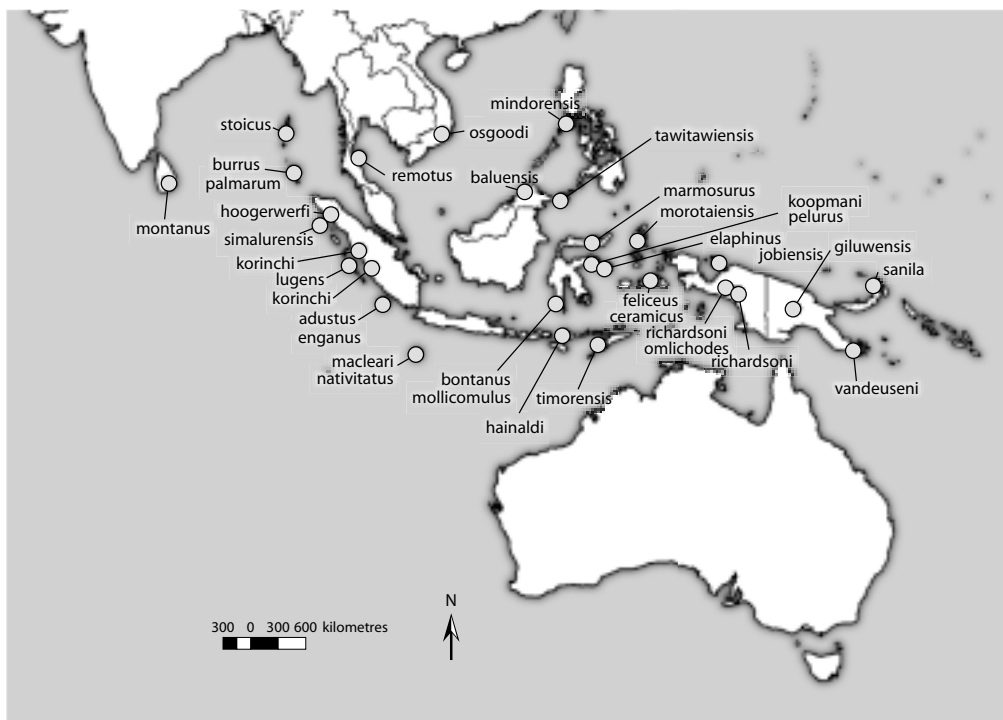 mindorensis
stoicus
osgoodi
tawitawiensis
burrus
palmarum
remotus
baluensis
marmosurus
koopmani
pelurus
montanus
hoogerwerfi
morotaiensis
simalurensis
elaphinus
jobiensis
giluwensis
korinchi
sanila
lugens
korinchi
adustus
enganus
feliceus
ceramicus
richardsoni
omlichodes
richardsoni
macleari
nativitatus
bontanus
mollicomulus
timorensis
vandeuseni
hainaldi
N
300 0 300 600 kilometres